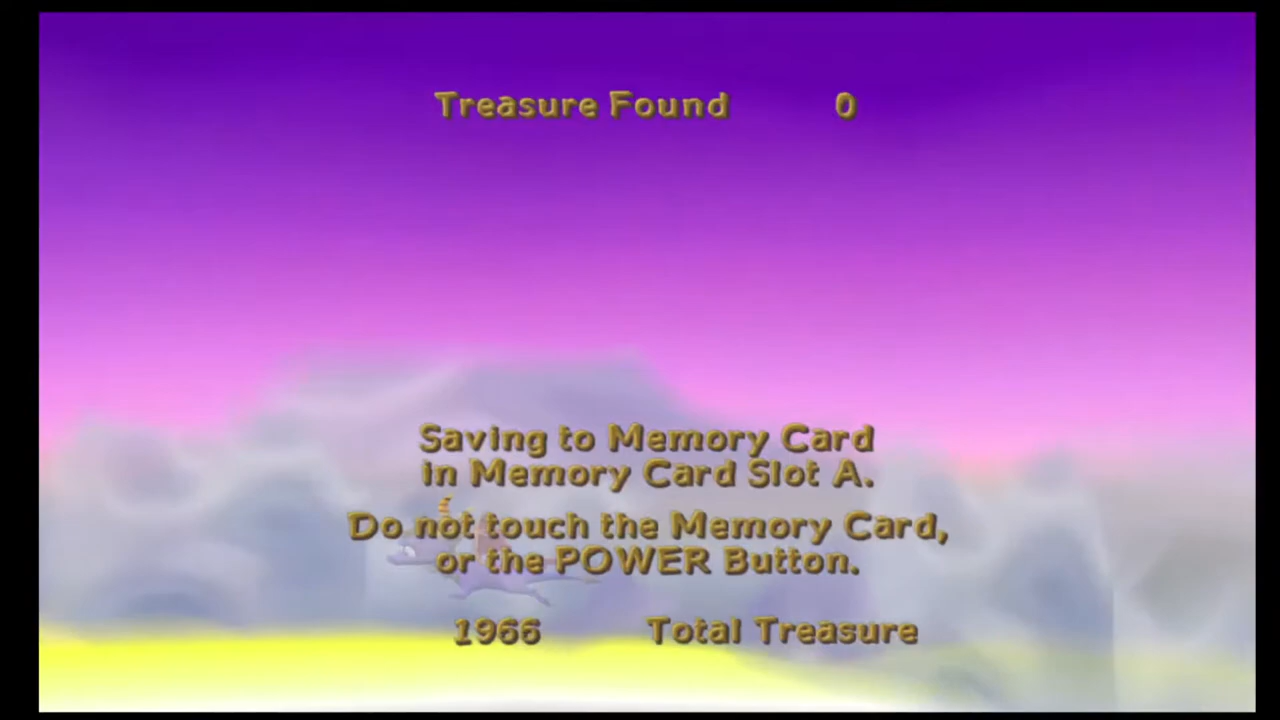 Treasure Found 0
Saving to Memory Card
in Memory Card Slot A.
Do not touch the Memory Card,
or the POWER Button.
1966 Total Treasure